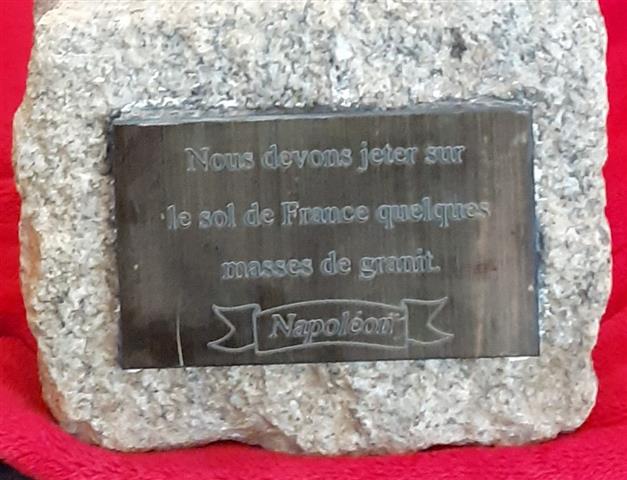 Nous devons jeter sur
le sol de France quelques
masses de granit.
Napoléon